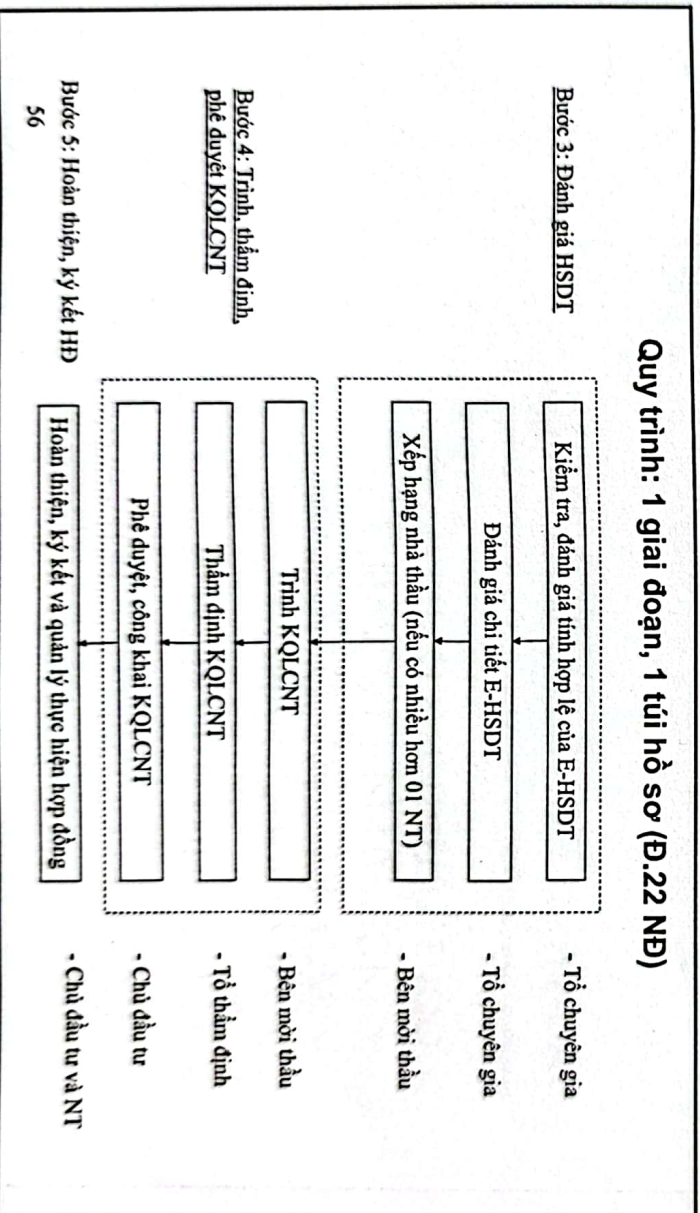 Quy trình: 1 giai đoạn, 1 túi hồ sơ (Đ.22 NĐ)
Bước 3: Đánh giá HSDT
Kiểm tra, đánh giá tính hợp lệ của E-HSDT
- Tổ chuyên gia
Đánh giá chi tiết E-HSDT
- Tổ chuyên gia
Xếp hạng nhà thầu (nếu có nhiều hơn 01 NT)
- Bên mời thầu
Bước 4: Trình, thẩm định,
phê duyệt KQLCNT
Trình KQLCNT
- Bên mời thầu
Thẩm định KQLCNT
- Tổ thẩm định
Phê duyệt, công khai KQLCNT
- Chủ đầu tư
Bước 5: Hoàn thiện, ký kết HĐ
Hoàn thiện, ký kết và quản lý thực hiện hợp đồng
- Chủ đầu tư và NT
56